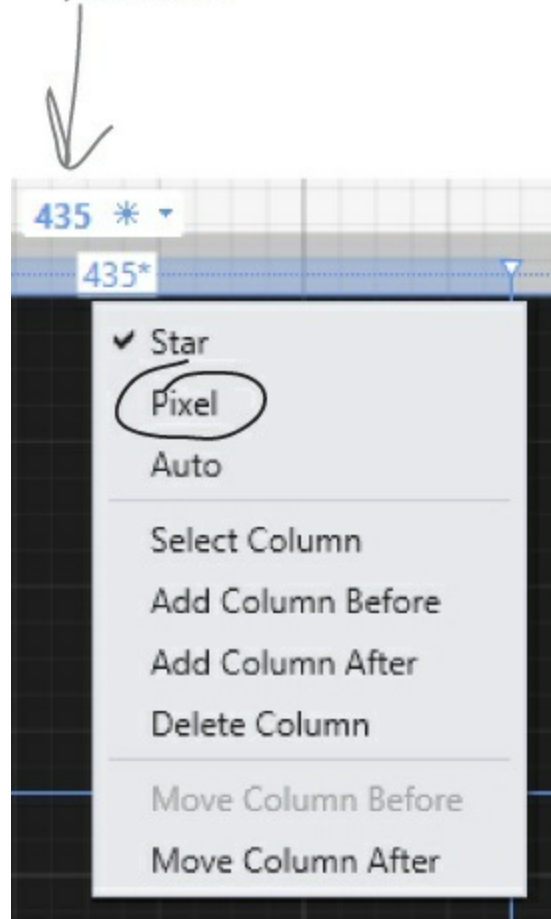 435 * ▾
435*
✔ Star
Pixel
Auto
Select Column
Add Column Before
Add Column After
Delete Column
Move Column Before
Move Column After